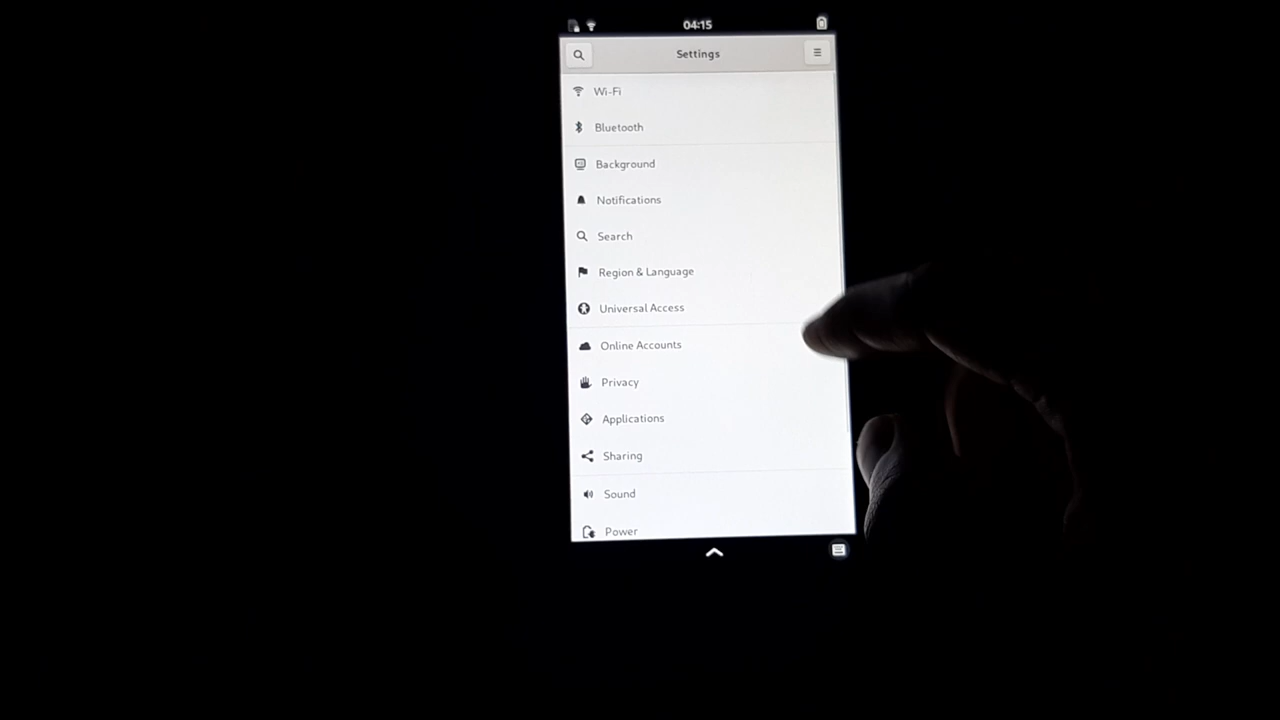 04:15
Settings
Wi-Fi
Bluetooth
Background
Notifications
Search
Region & Language
Universal Access
Online Accounts
Privacy
Applications
Sharing
Sound
Power